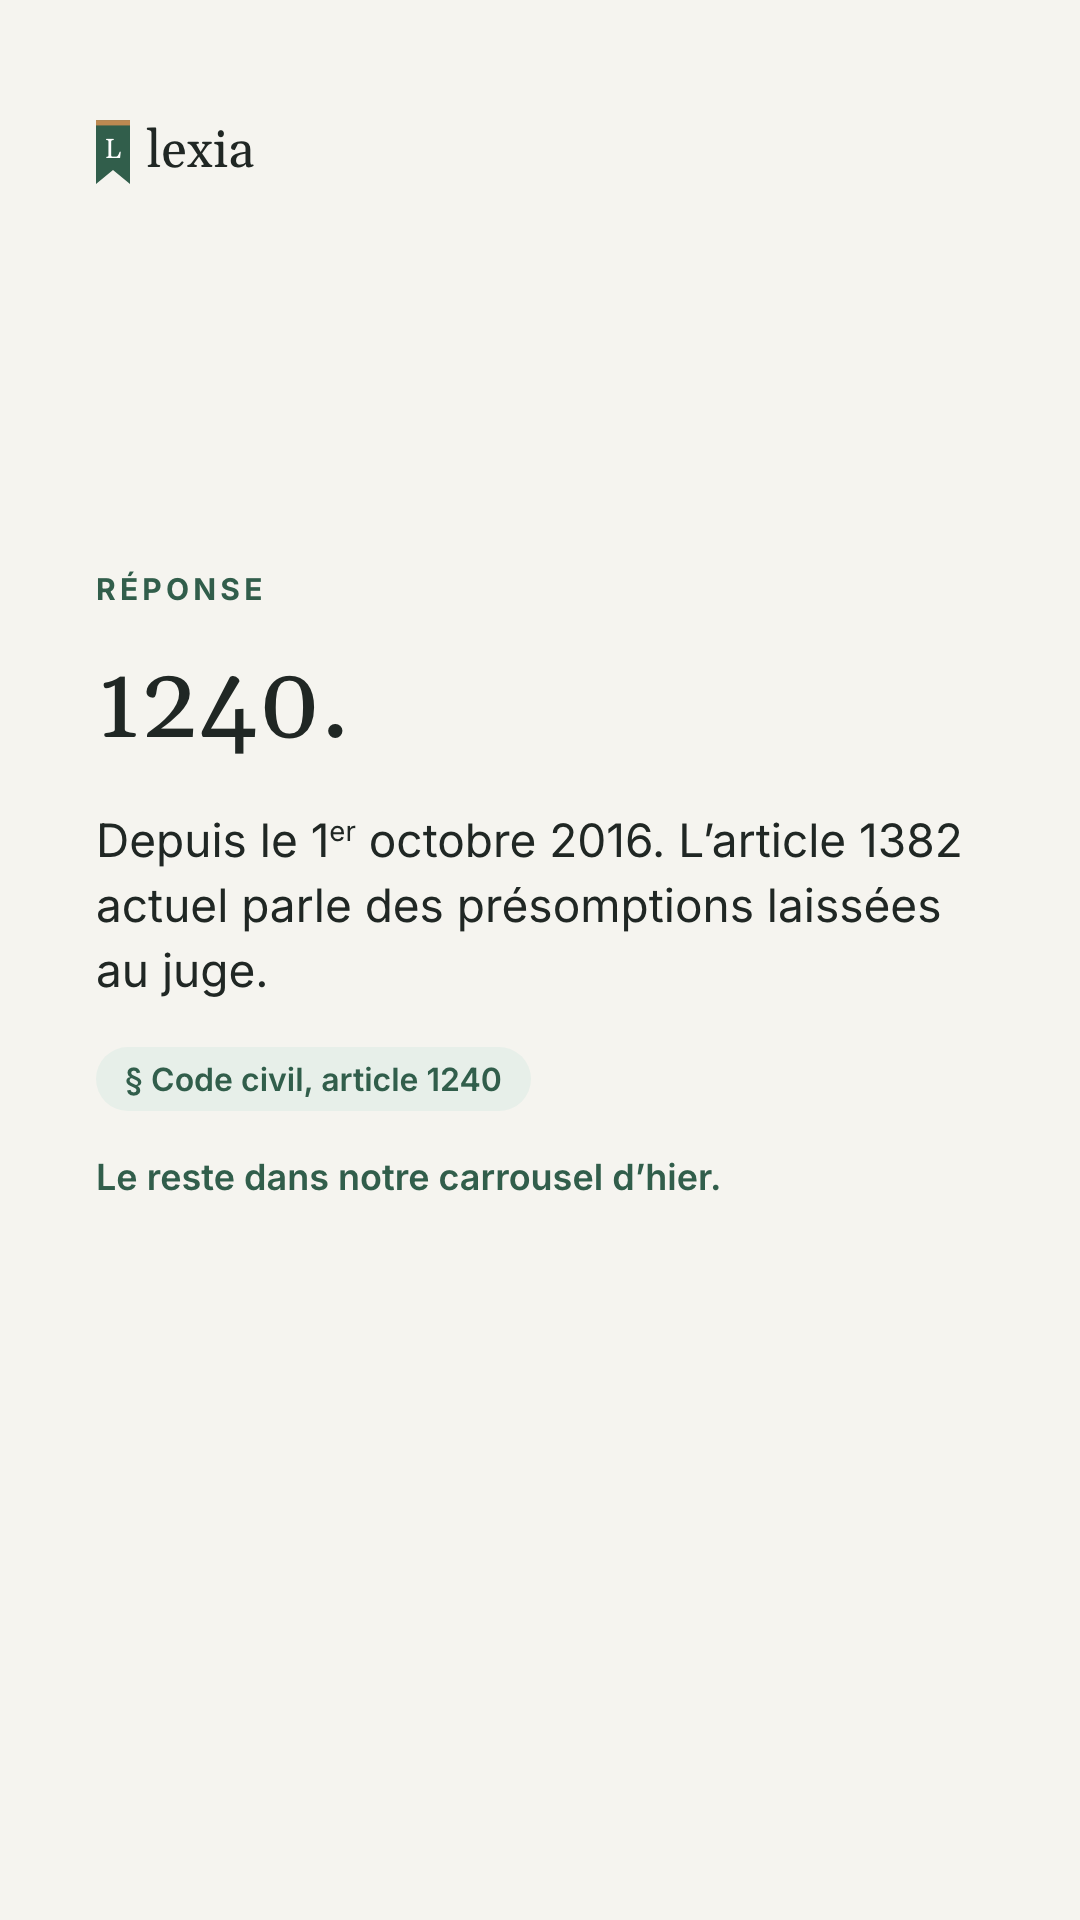 L lexia
RÉPONSE
1240.
Depuis le 1er octobre 2016. L’article 1382
actuel parle des présomptions laissées
au juge.
§ Code civil, article 1240
Le reste dans notre carrousel d’hier.